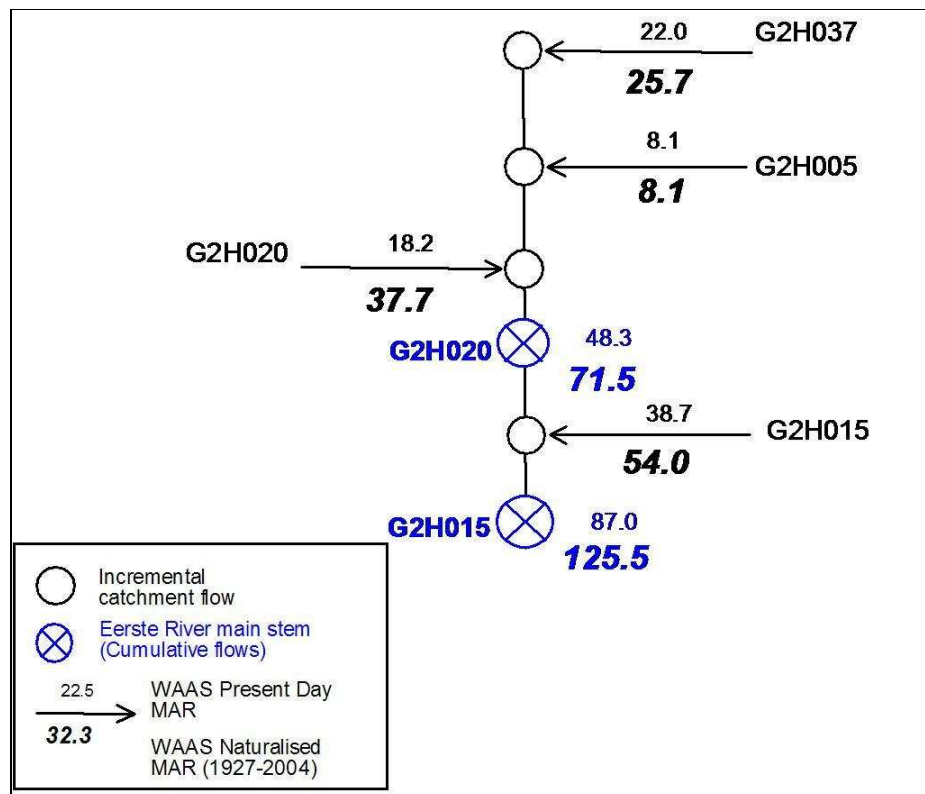 22.0
G2H037
25.7
8.1
G2H005
8.1
G2H020
18.2
37.7
G2H020
48.3
71.5
38.7
G2H015
54.0
G2H015
87.0
125.5
Incremental
catchment flow
Eerste River main stem
(Cumulative flows)
22.5
WAAS Present Day
MAR
32.3
WAAS Naturalised
MAR (1927-2004)